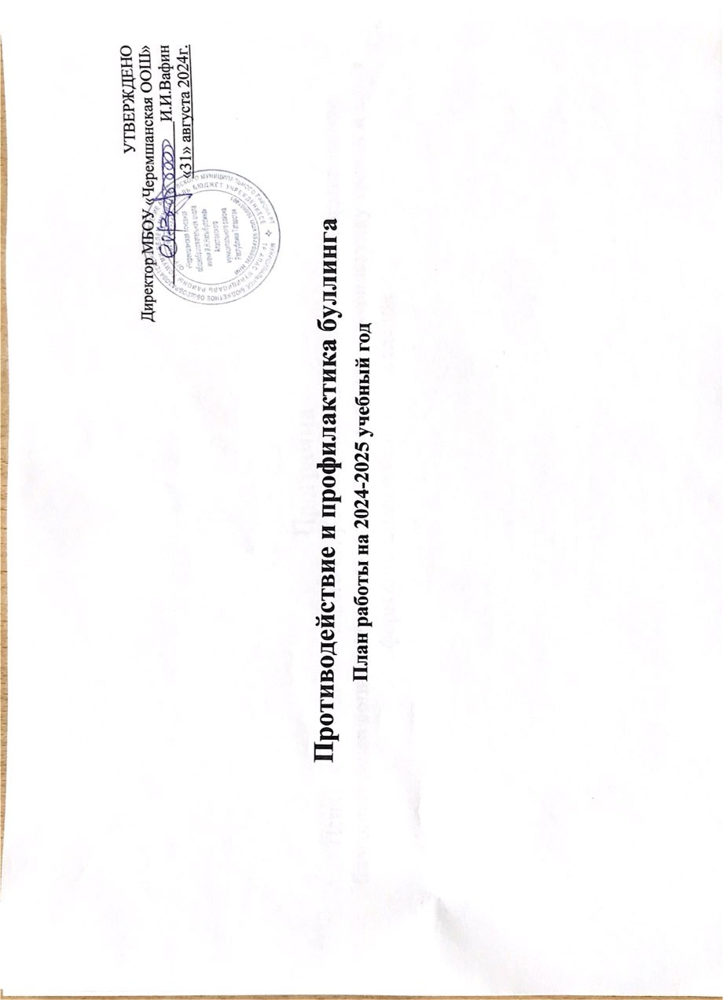 УТВЕРЖДЕНО
Директор МБОУ «Черемшанская ООШ»
И.И.Вафин
«31» августа 2024г.
Противодействие и профилактика буллинга
План работы на 2024-2025 учебный год